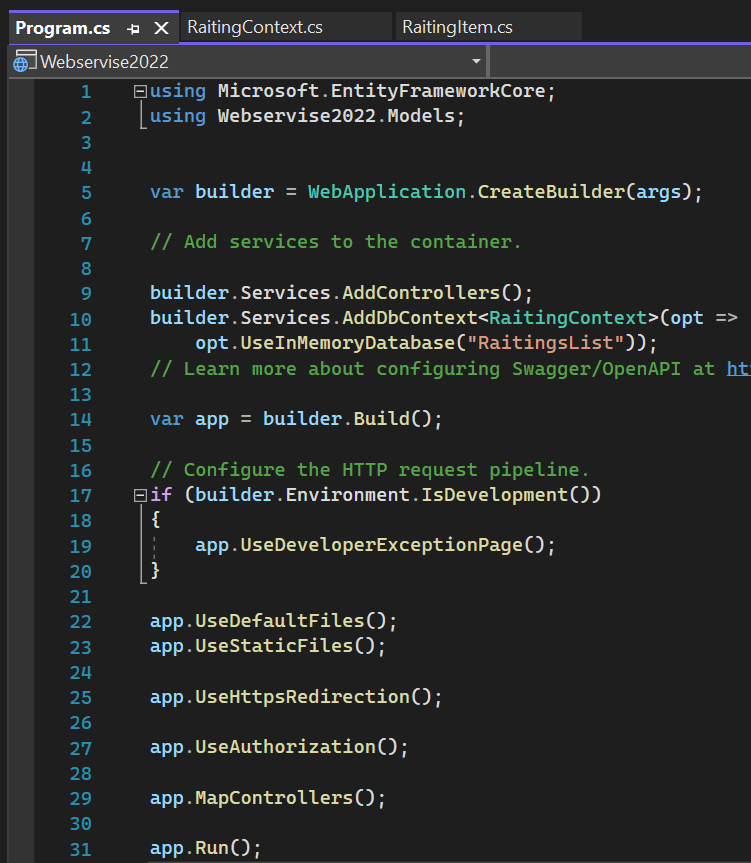 Program.cs
RaitingContext.cs
RaitingItem.cs
Webservise2022
1 using Microsoft.EntityFrameworkCore;
2 using Webservise2022.Models;
3
4
5 var builder = WebApplication.CreateBuilder(args);
6
7 // Add services to the container.
8
9 builder.Services.AddControllers();
10 builder.Services.AddDbContext<RaitingContext>(opt =>
11     opt.UseInMemoryDatabase("RaitingsList"));
12 // Learn more about configuring Swagger/OpenAPI at htt
13
14 var app = builder.Build();
15
16 // Configure the HTTP request pipeline.
17 if (builder.Environment.IsDevelopment())
18 {
19     app.UseDeveloperExceptionPage();
20 }
21
22 app.UseDefaultFiles();
23 app.UseStaticFiles();
24
25 app.UseHttpsRedirection();
26
27 app.UseAuthorization();
28
29 app.MapControllers();
30
31 app.Run();